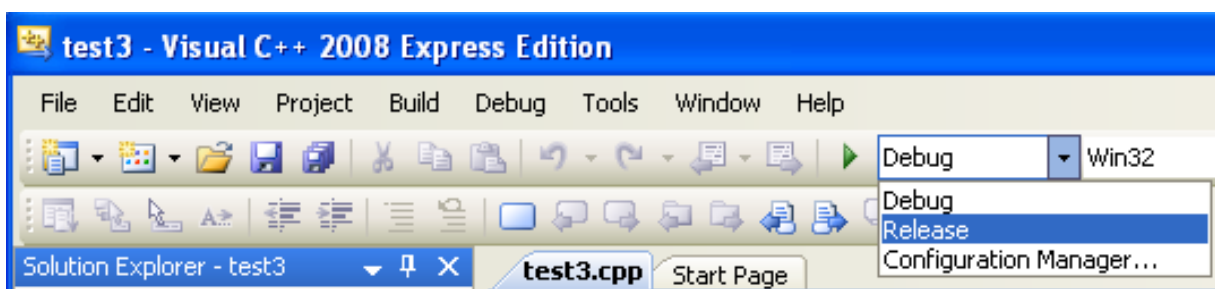 test3 - Visual C++ 2008 Express Edition
File Edit View Project Build Debug Tools Window Help
Debug Win32
Debug
Release
Configuration Manager...
Solution Explorer - test3 test3.cpp Start Page